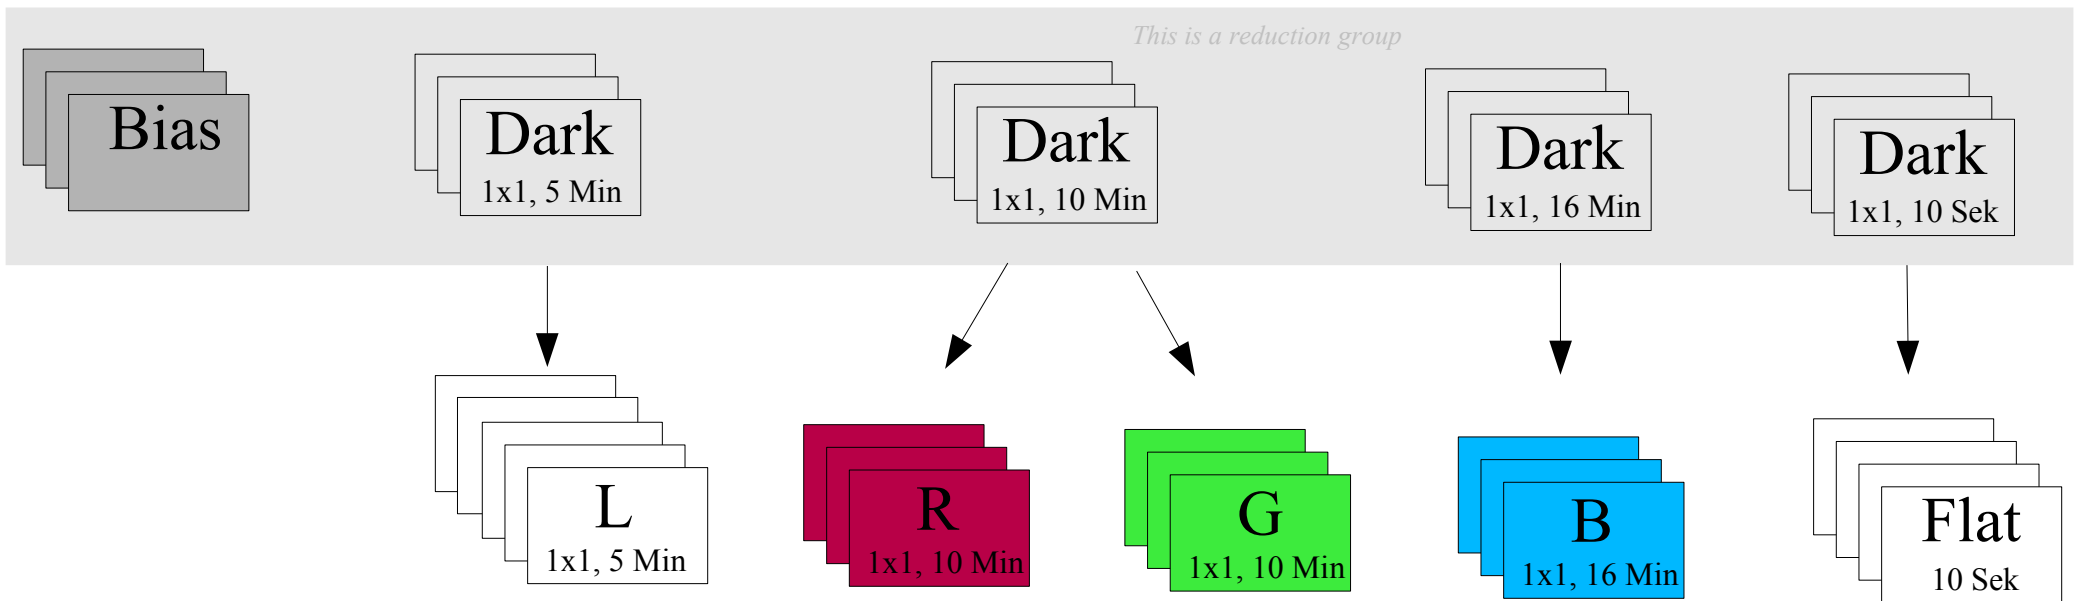 This is a reduction group
Bias
Dark
1x1, 5 Min
Dark
1x1, 10 Min
Dark
1x1, 16 Min
Dark
1x1, 10 Sek
L
1x1, 5 Min
R
1x1, 10 Min
G
1x1, 10 Min
B
1x1, 16 Min
Flat
10 Sek